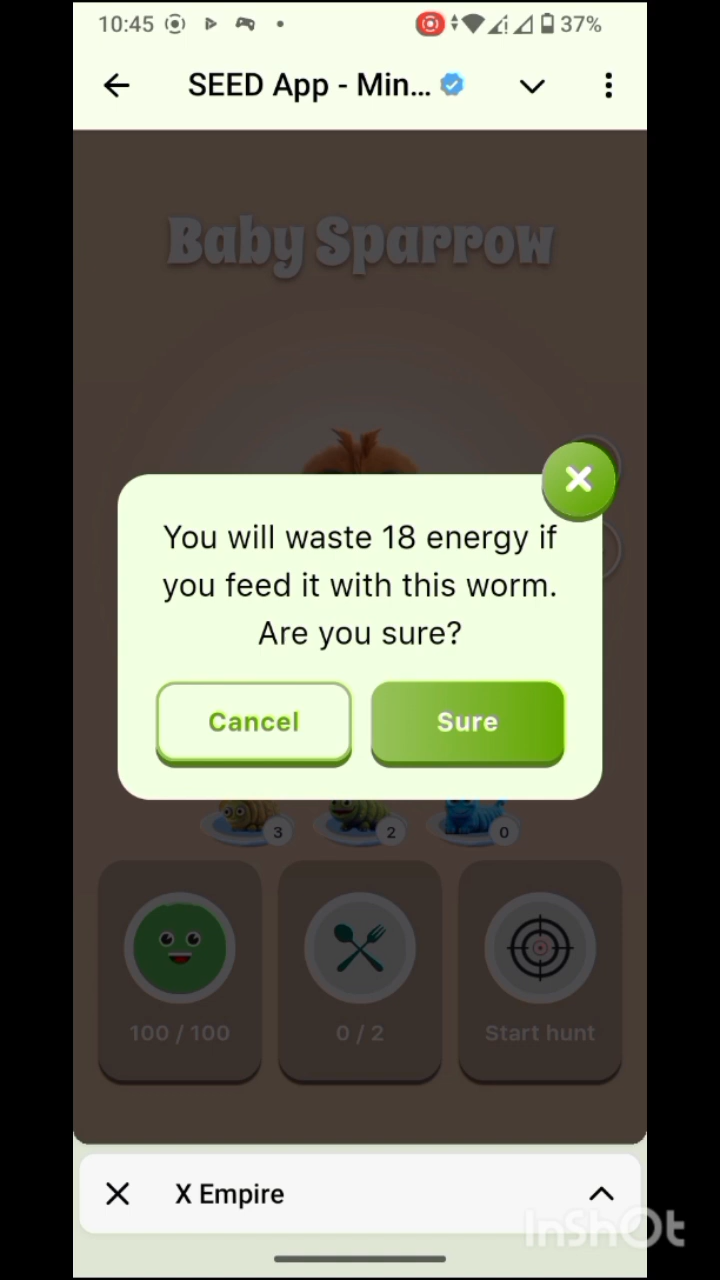 10:45
37%
SEED App - Min...
Baby Sparrow
You will waste 18 energy if
you feed it with this worm.
Are you sure?
Cancel
Sure
3
2
0
100 / 100
0 / 2
Start hunt
X Empire
InShOt